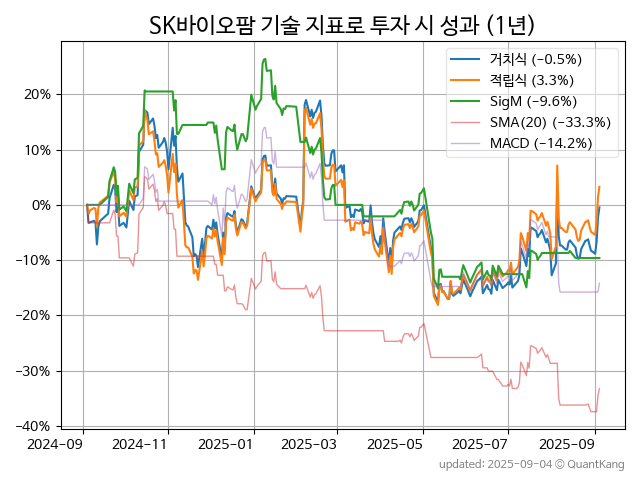 SK바이오팜 기술 지표로 투자 시 성과 (1년)
거치식 (−0.5%)
적립식 (3.3%)
SigM (−9.6%)
SMA(20) (−33.3%)
MACD (−14.2%)
20%
10%
0%
−10%
−20%
−30%
−40%
2024-09 2024-11 2025-01 2025-03 2025-05 2025-07 2025-09
updated: 2025-09-04 © QuantKang